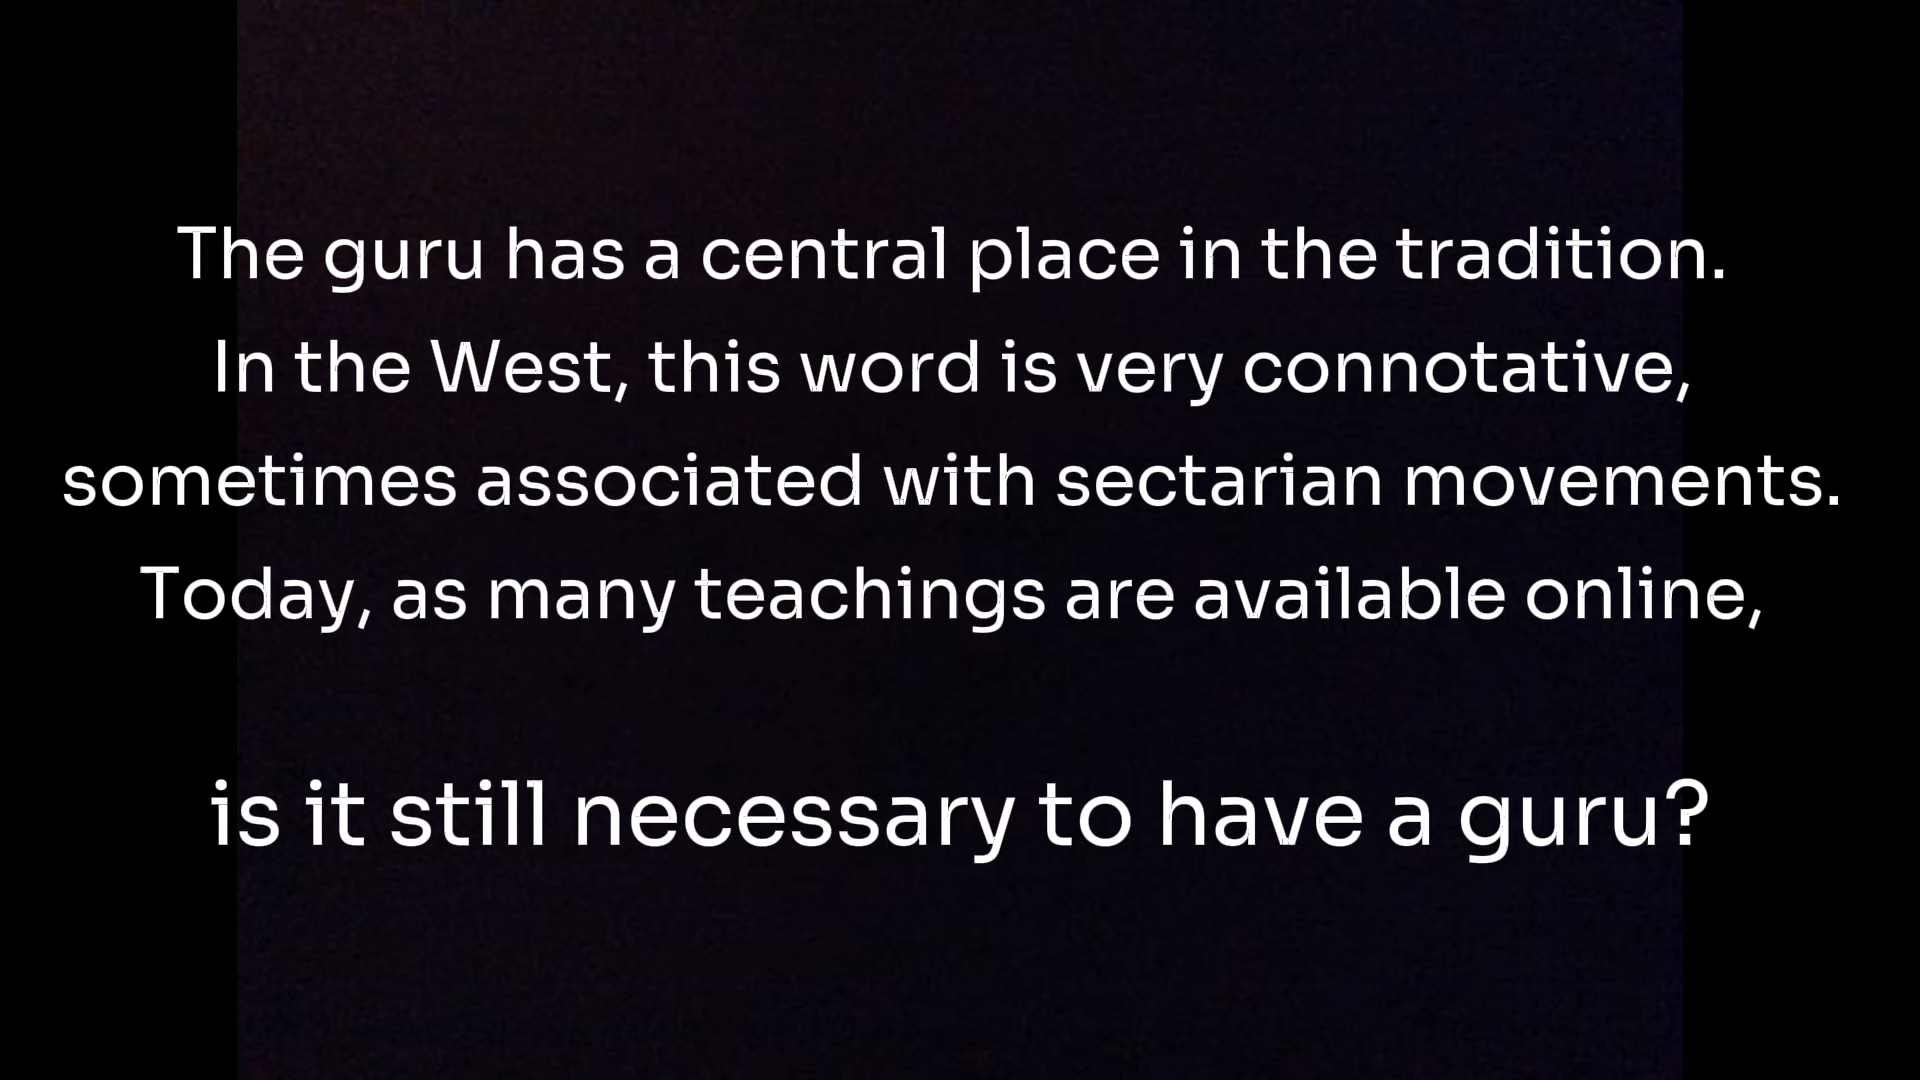 The guru has a central place in the tradition.
In the West, this word is very connotative,
sometimes associated with sectarian movements.
Today, as many teachings are available online,
is it still necessary to have a guru?